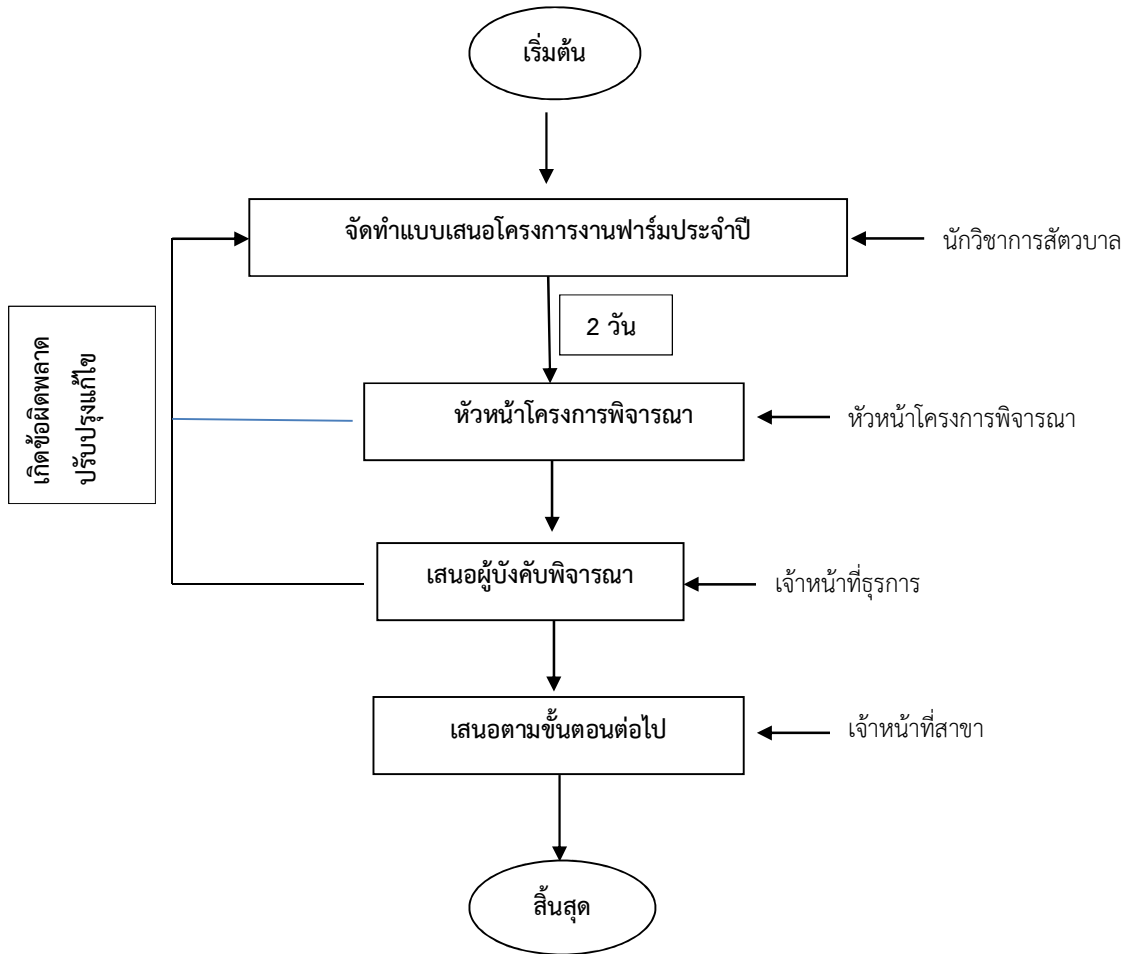 เริ่มต้น
จัดทำแบบเสนอโครงการงานฟาร์มประจำปี
นักวิชาการสัตวบาล
2 วัน
เกิดข้อผิดพลาด
ปรับปรุงแก้ไข
หัวหน้าโครงการพิจารณา
หัวหน้าโครงการพิจารณา
เสนอผู้บังคับพิจารณา
เจ้าหน้าที่ธุรการ
เสนอตามขั้นตอนต่อไป
เจ้าหน้าที่สาขา
สิ้นสุด